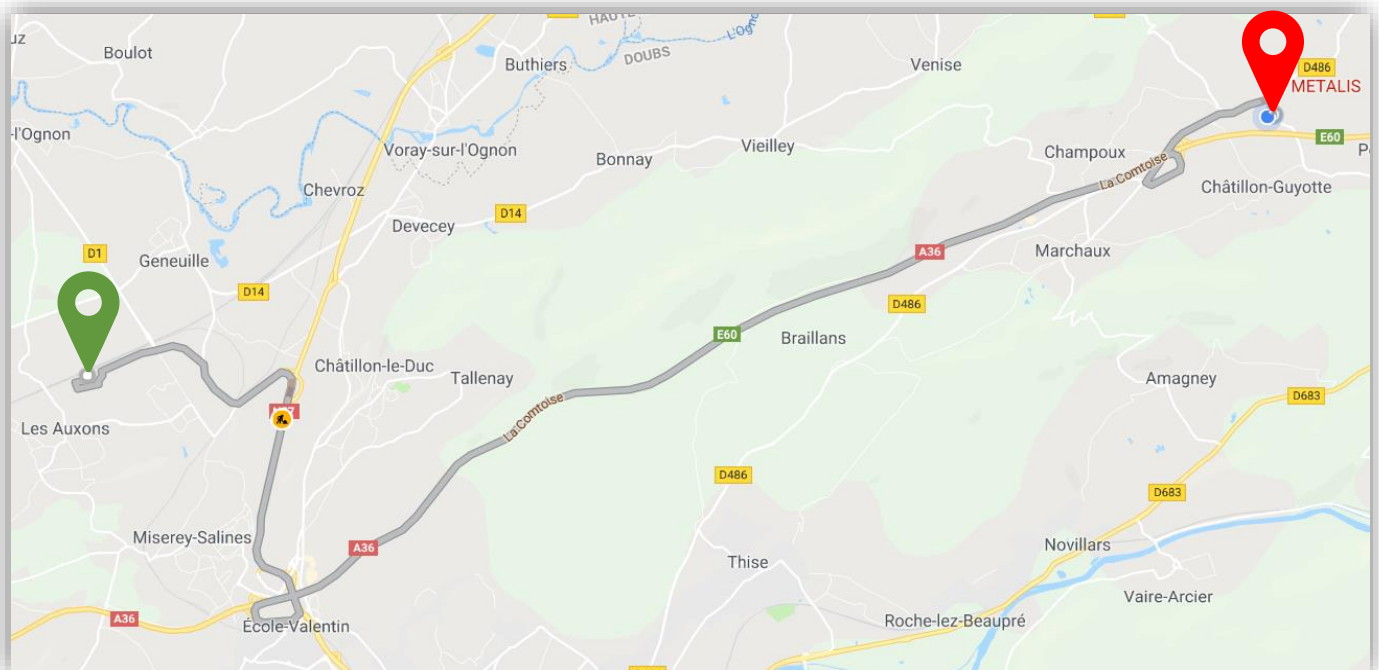 HAUTE
L'Ogno
uz
Boulot
DOUBS
Buthiers
Venise
D486
METALIS
-l'Ognon
Voray-sur-l'Ognon
Bonnay
Vieilley
Champoux
E60
P
La Comtoise
Chevroz
Châtillon-Guyotte
D14
Devecey
D1
Geneuille
A36
Marchaux
D14
D486
E60
Braillans
Châtillon-le-Duc
Tallenay
Amagney
D683
La Comtoise
Les Auxons
D486
D683
Miserey-Salines
A36
Novillars
Thise
Vaire-Arcier
A36
École-Valentin
Roche-lez-Beaupré